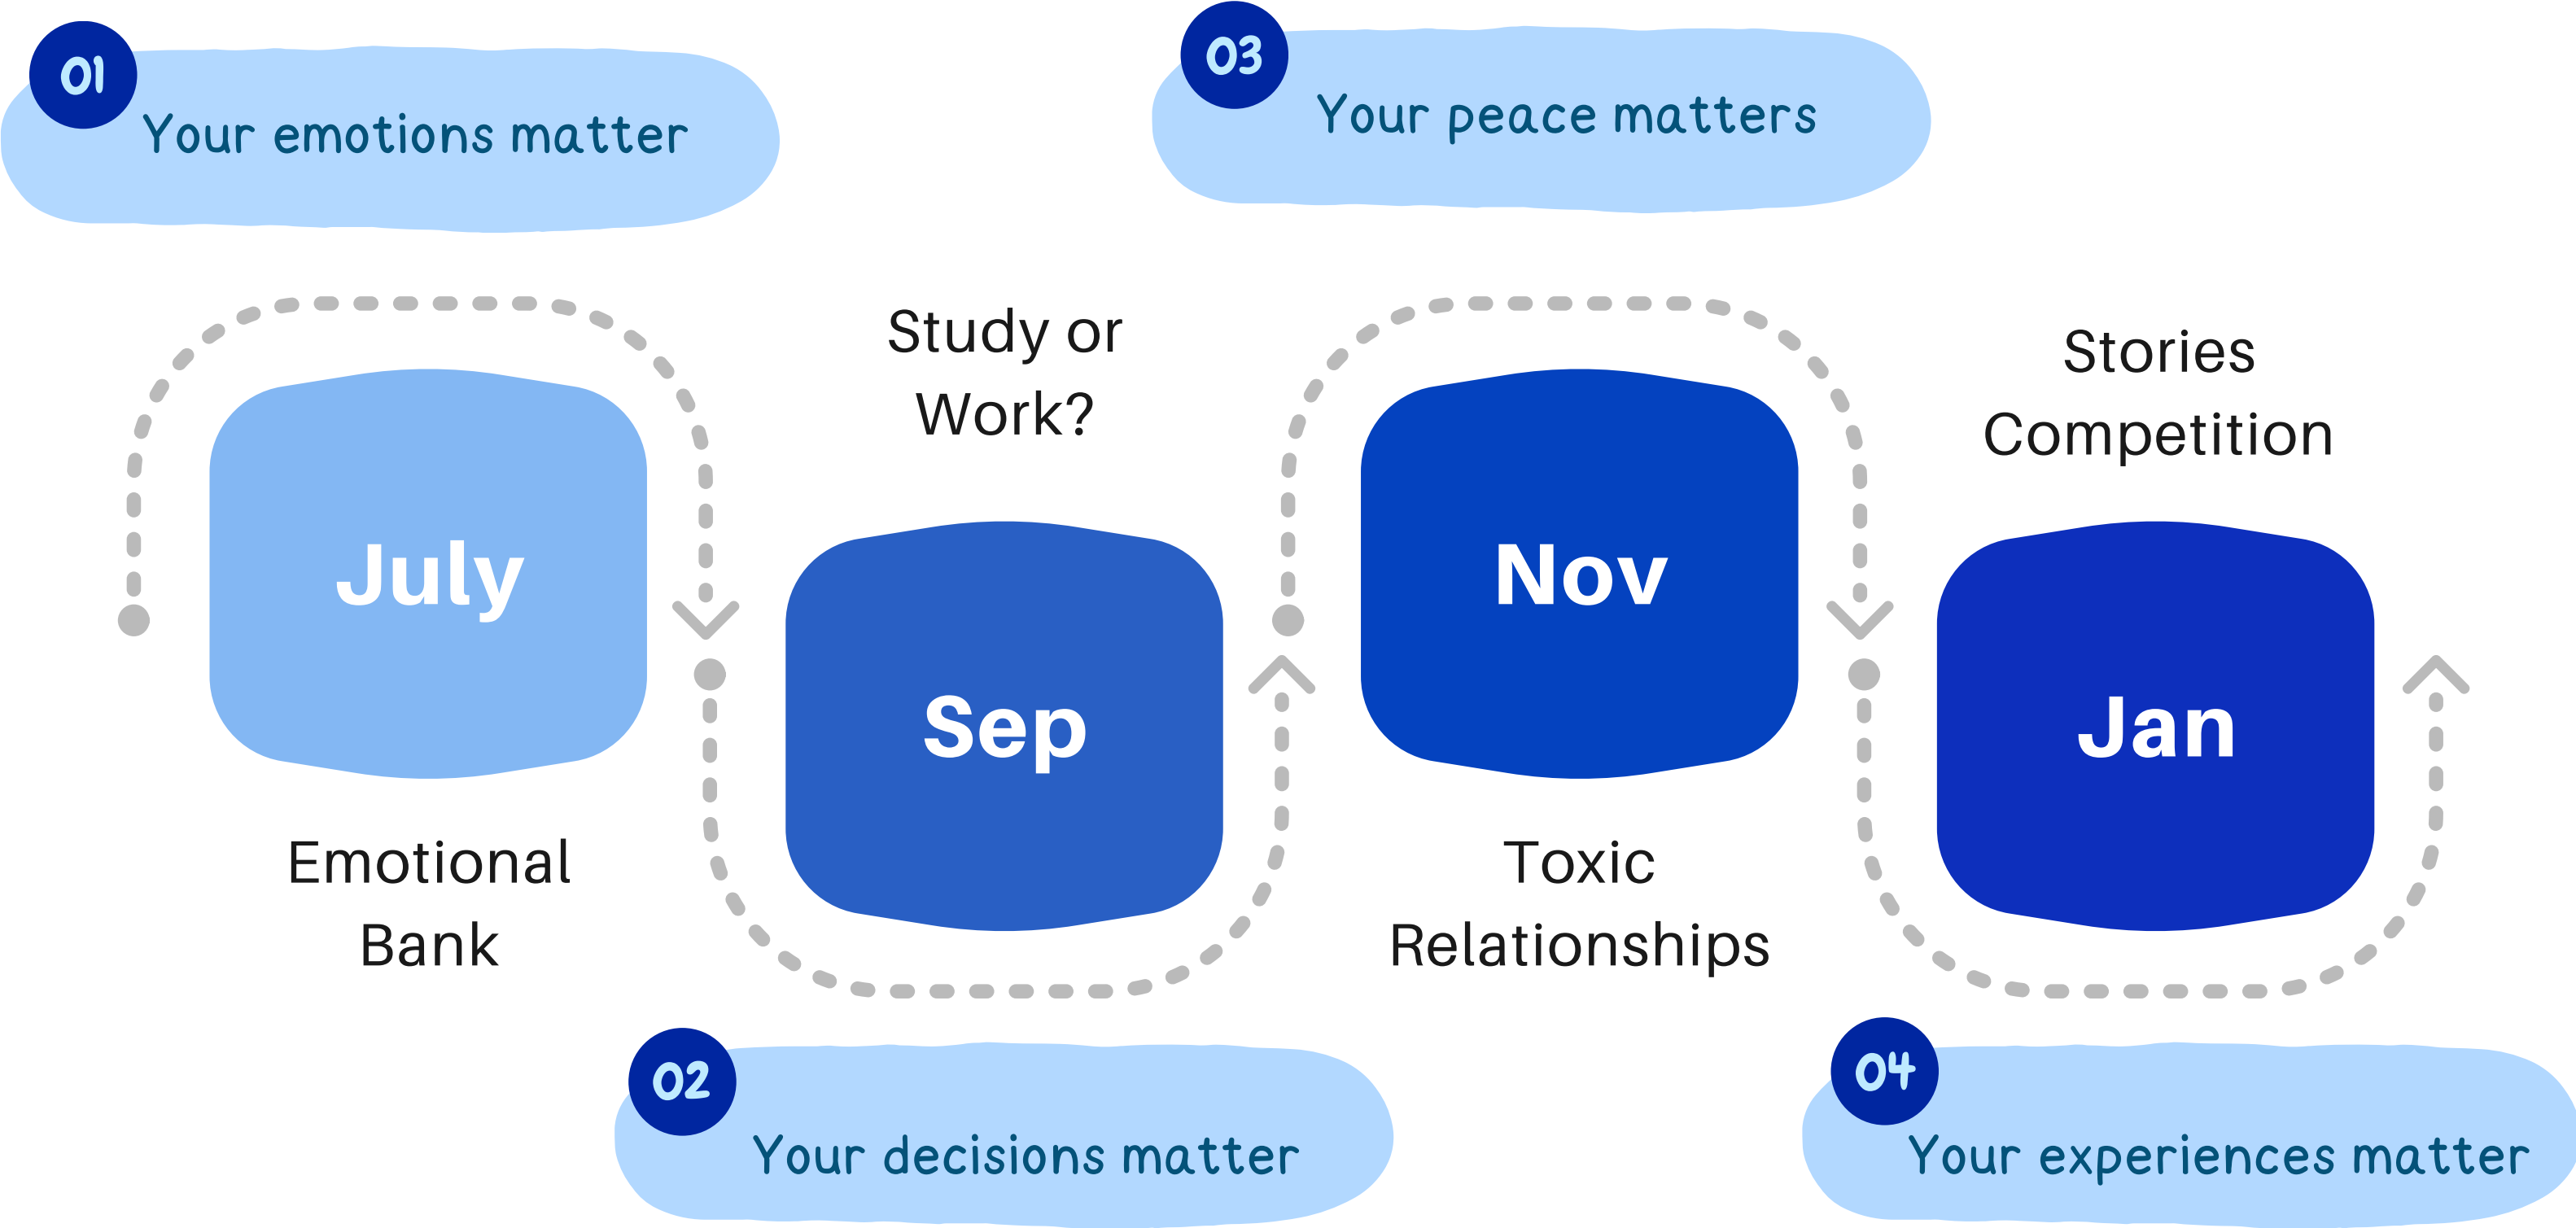 01
Your emotions matter
03
Your peace matters
Study or
Work?
Stories
Competition
July
Nov
Sep
Jan
Emotional
Bank
Toxic
Relationships
02
Your decisions matter
04
Your experiences matter